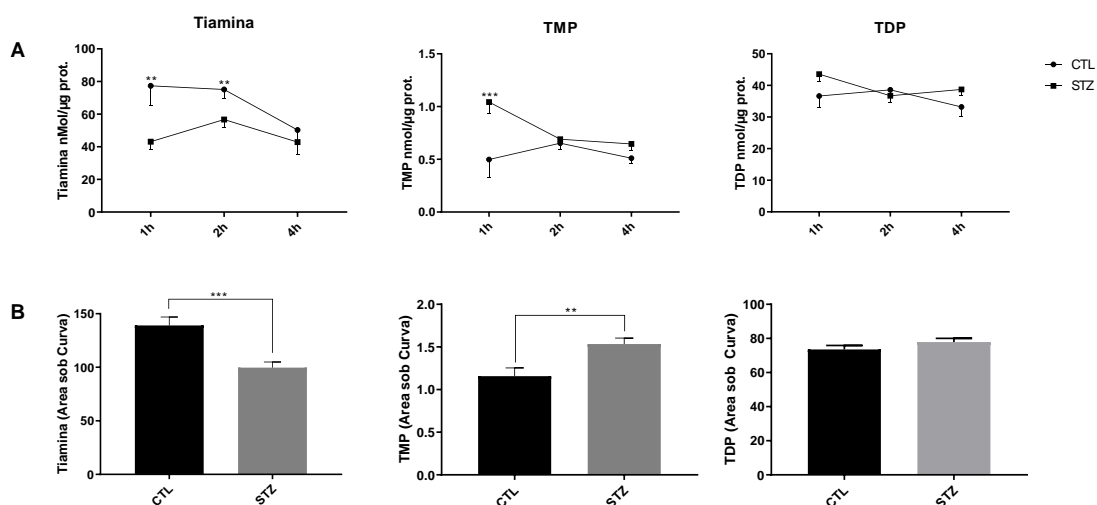 Tiamina
TMP
TDP
A
Tiamina nMol/µg prot.
100
80
60
40
20
0
**
**
1h
2h
4h
TMP nmol/µg prot.
1.5
1.0
0.5
0.0
***
1h
2h
4h
TDP nmol/µg prot.
50
40
30
20
10
0
1h
2h
4h
CTL
STZ
B
Tiamina (Area sob Curva)
150
100
50
0
***
CTL
STZ
TMP (Area sob Curva)
2.0
1.5
1.0
0.5
0.0
**
CTL
STZ
TDP (Area sob Curva)
100
80
60
40
20
0
CTL
STZ